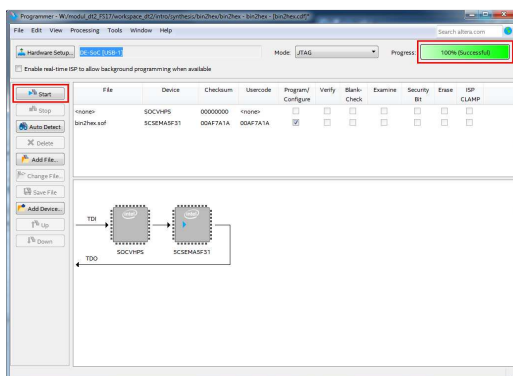 Programmer - W:/modul_dt2_FS17/workspace_dt2/intro/synthesis/bin2hex/bin2hex - bin2hex - [bin2hex.cdf]*
File Edit View Processing Tools Window Help
Search altera.com
Hardware Setup... DE-SoC [USB-1] Mode: JTAG Progress: 100% (Successful)
Enable real-time ISP to allow background programming when available
Start
Stop
Auto Detect
Delete
Add File...
Change File...
Save File
Add Device...
Up
Down
File Device Checksum Usercode Program/ Configure Verify Blank- Check Examine Security Bit Erase ISP CLAMP
<none> SOCVHPS 00000000 <none>
bin2hex.sof 5CSEMA5F31 00AF7A1A 00AF7A1A
TDI
intel
intel
SOCVHPS 5CSEMA5F31
TDO